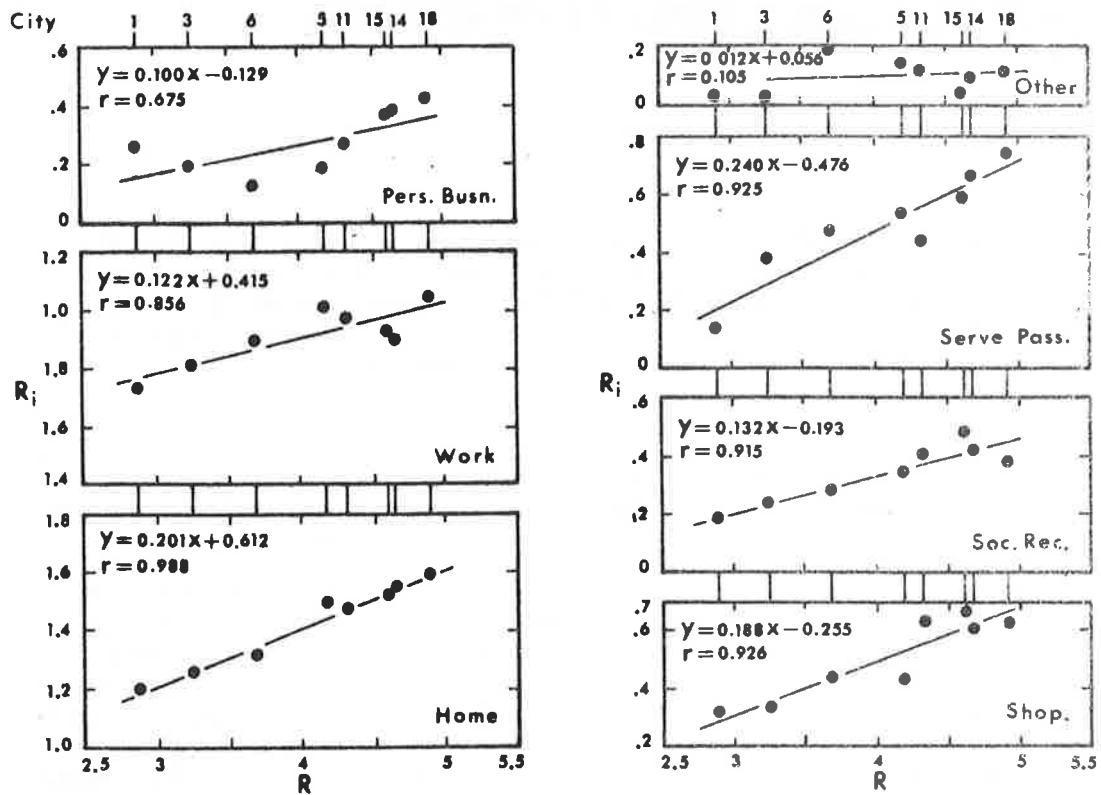 City 1 3 6 5 11 15 14 18
.6
y=0.100x−0.129
r=0.675
.4
.2
0
Pers. Busn.
1.2
y=0.122x+0.415
r=0.856
1.0
1.8
1.6
1.4
Work
Ri
1.8
y=0.201x+0.612
r=0.988
1.6
1.4
1.2
1.0
Home
2.5 3 4 5 5.5
R
1 3 6 5 11 15 14 18
0.2
y=0 012x+0.056
r=0.105
.1
0
Other
.8
y=0.240x−0.476
r=0.925
.6
.4
.2
0
Serve Pass.
Ri
.6
y=0.132x−0.193
r=0.915
.4
.2
0
Soc. Rec.
.7
y=0.188x−0.255
r=0.926
.6
.4
.2
Shop.
2.5 3 4 5 5.5
R